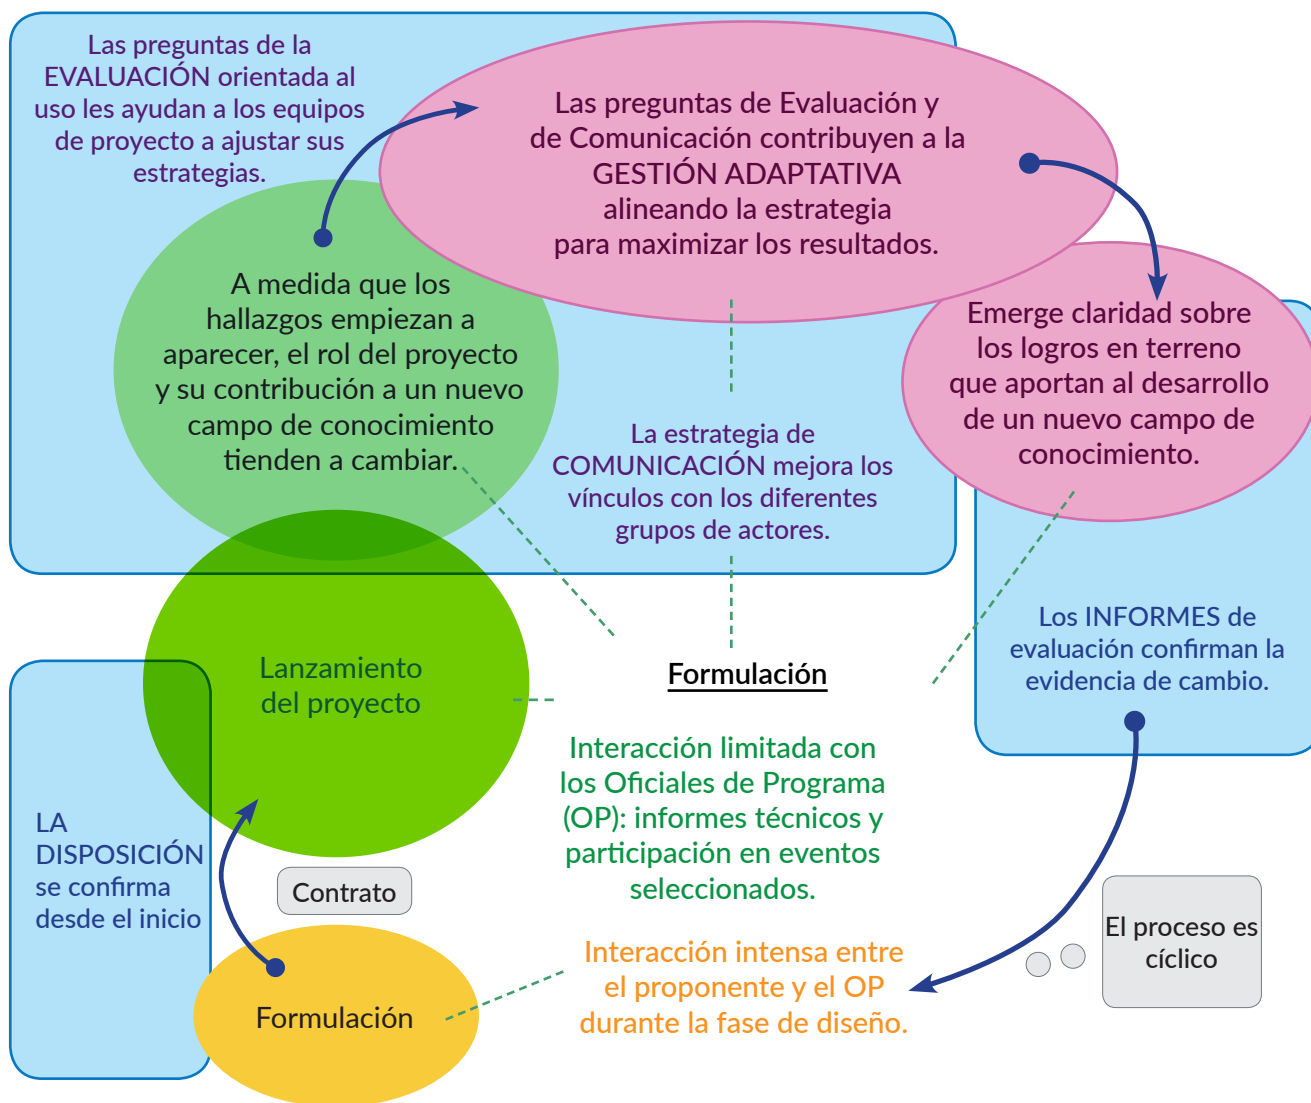 Las preguntas de la
EVALUACIÓN orientada al
uso les ayudan a los equipos
de proyecto a ajustar sus
estrategias.
Las preguntas de Evaluación y
de Comunicación contribuyen a la
GESTIÓN ADAPTATIVA
alineando la estrategia
para maximizar los resultados.
A medida que los
hallazgos empiezan a
aparecer, el rol del proyecto
y su contribución a un nuevo
campo de conocimiento
tienden a cambiar.
Emerge claridad sobre
los logros en terreno
que aportan al desarrollo
de un nuevo campo de
conocimiento.
La estrategia de
COMUNICACIÓN mejora los
vínculos con los diferentes
grupos de actores.
Los INFORMES de
evaluación confirman la
evidencia de cambio.
Lanzamiento
del proyecto
Formulación
Interacción limitada con
los Oficiales de Programa
(OP): informes técnicos y
participación en eventos
seleccionados.
LA
DISPOSICIÓN
se confirma
desde el inicio
Contrato
El proceso es
cíclico
Interacción intensa entre
el proponente y el OP
durante la fase de diseño.
Formulación